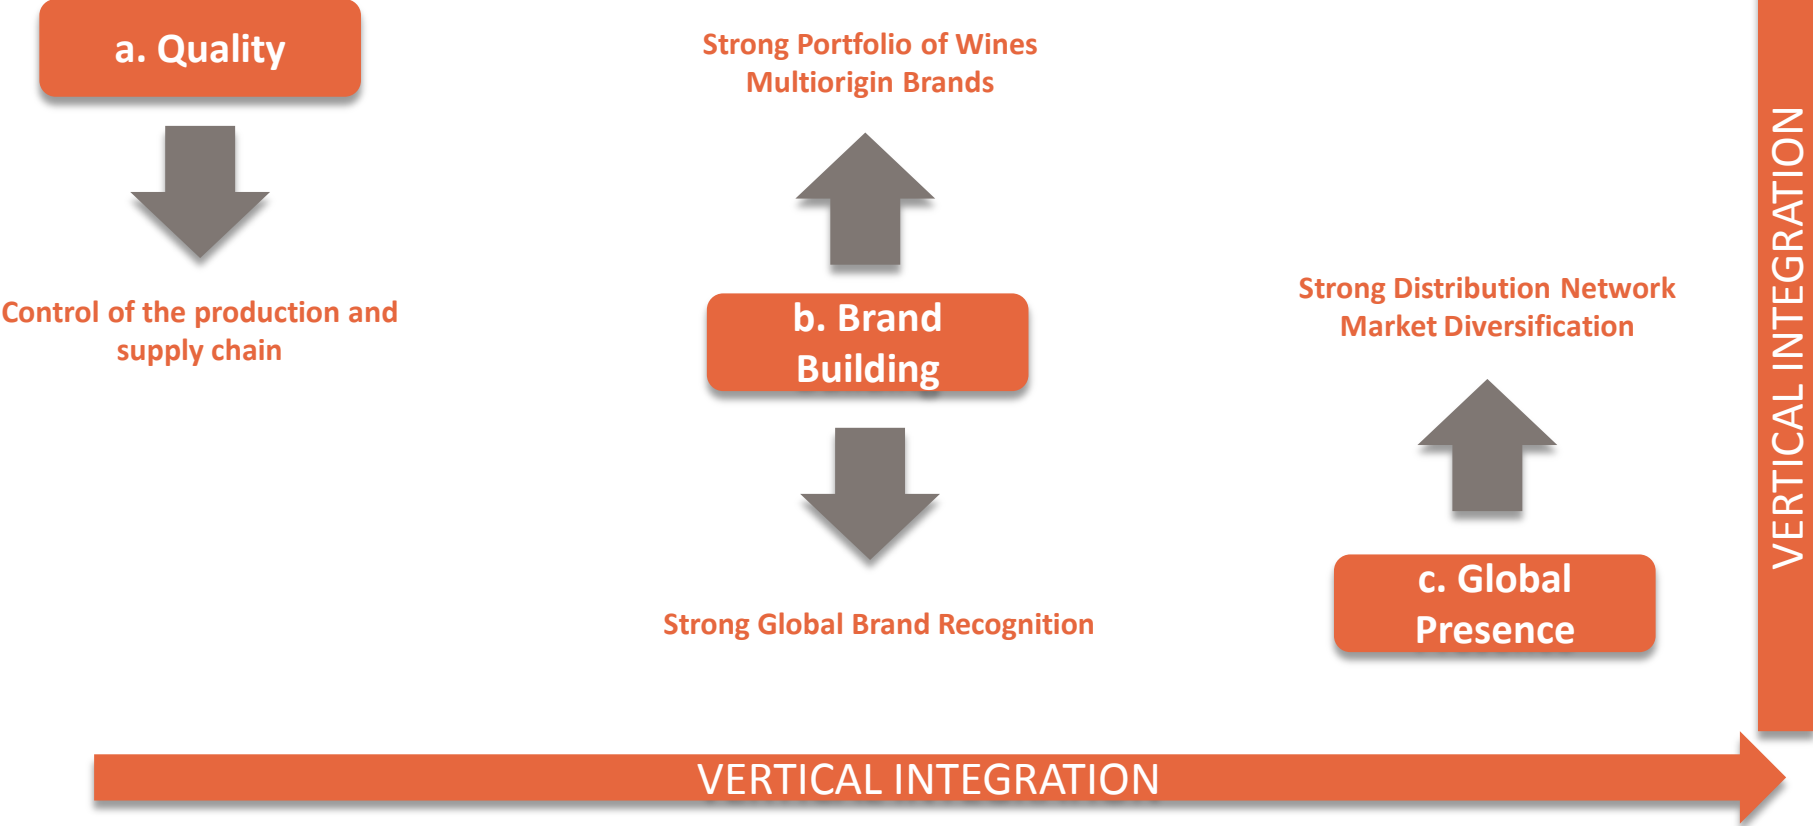 a. Quality
Control of the production and
supply chain
Strong Portfolio of Wines
Multiorigin Brands
b. Brand
Building
Strong Global Brand Recognition
Strong Distribution Network
Market Diversification
c. Global
Presence
VERTICAL INTEGRATION
VERTICAL INTEGRATION